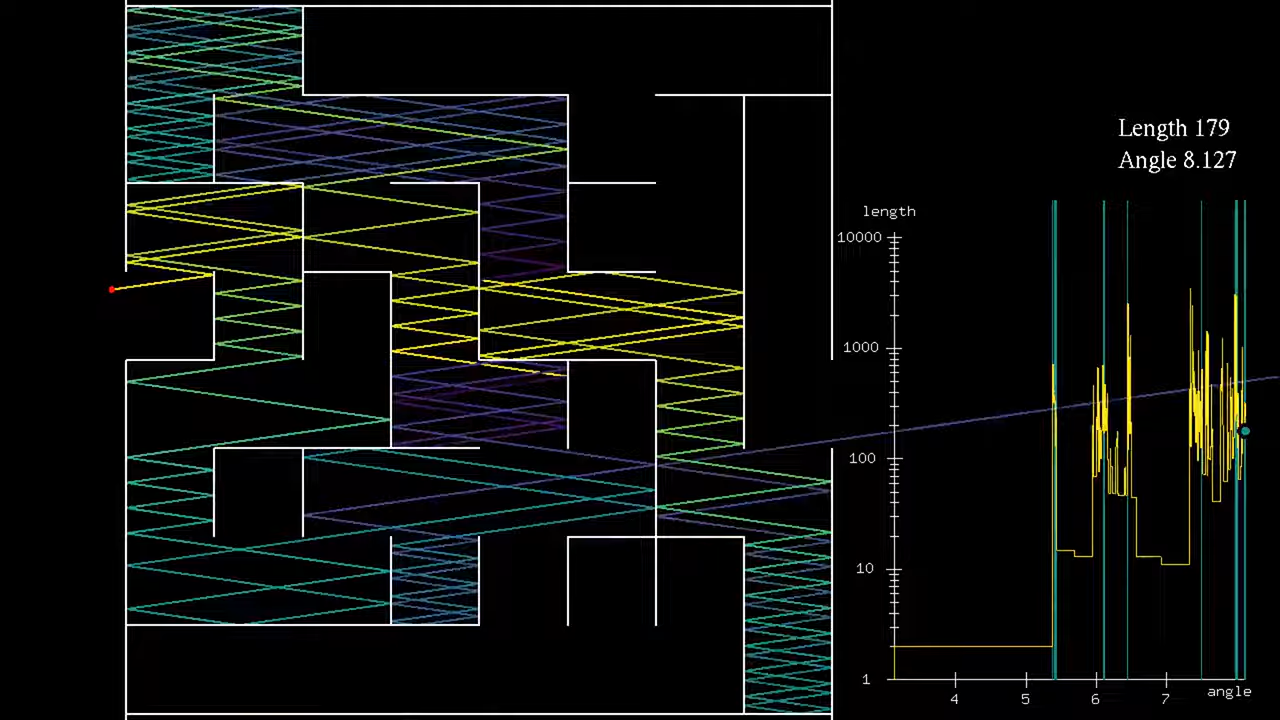 Length 179
Angle 8.127
length
10000
1000
100
10
1
4 5 6 7
angle